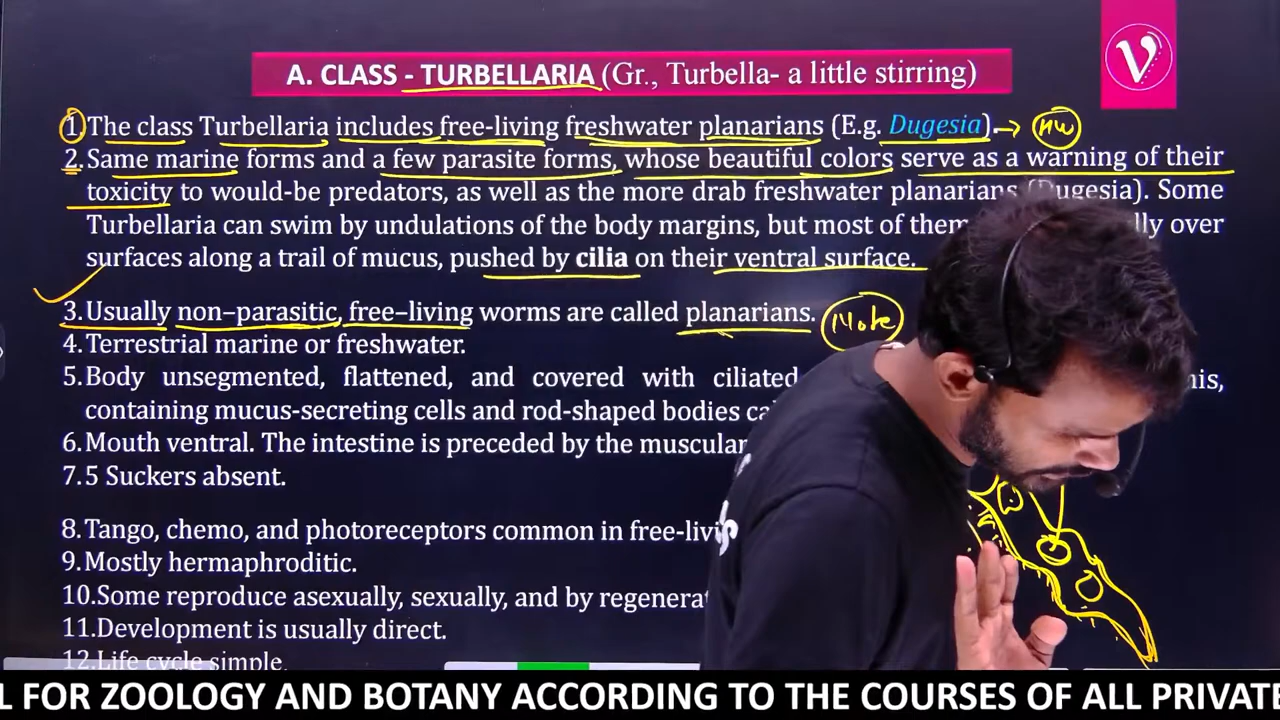 A. CLASS - TURBELLARIA (Gr., Turbella- a little stirring)
V
1. The class Turbellaria includes free-living freshwater planarians (E.g. Dugesia). → HW
2. Same marine forms and a few parasite forms, whose beautiful colors serve as a warning of their
toxicity to would-be predators, as well as the more drab freshwater planarians (Dugesia). Some
Turbellaria can swim by undulations of the body margins, but most of them lly over
surfaces along a trail of mucus, pushed by cilia on their ventral surface.
3. Usually non–parasitic, free–living worms are called planarians. Note
4. Terrestrial marine or freshwater.
5. Body unsegmented, flattened, and covered with ciliated his,
containing mucus-secreting cells and rod-shaped bodies ca
6. Mouth ventral. The intestine is preceded by the muscular
7.5 Suckers absent.
8. Tango, chemo, and photoreceptors common in free-livi
9. Mostly hermaphroditic.
10. Some reproduce asexually, sexually, and by regenera
11. Development is usually direct.
12. Life cycle simple.
L FOR ZOOLOGY AND BOTANY ACCORDING TO THE COURSES OF ALL PRIVATE